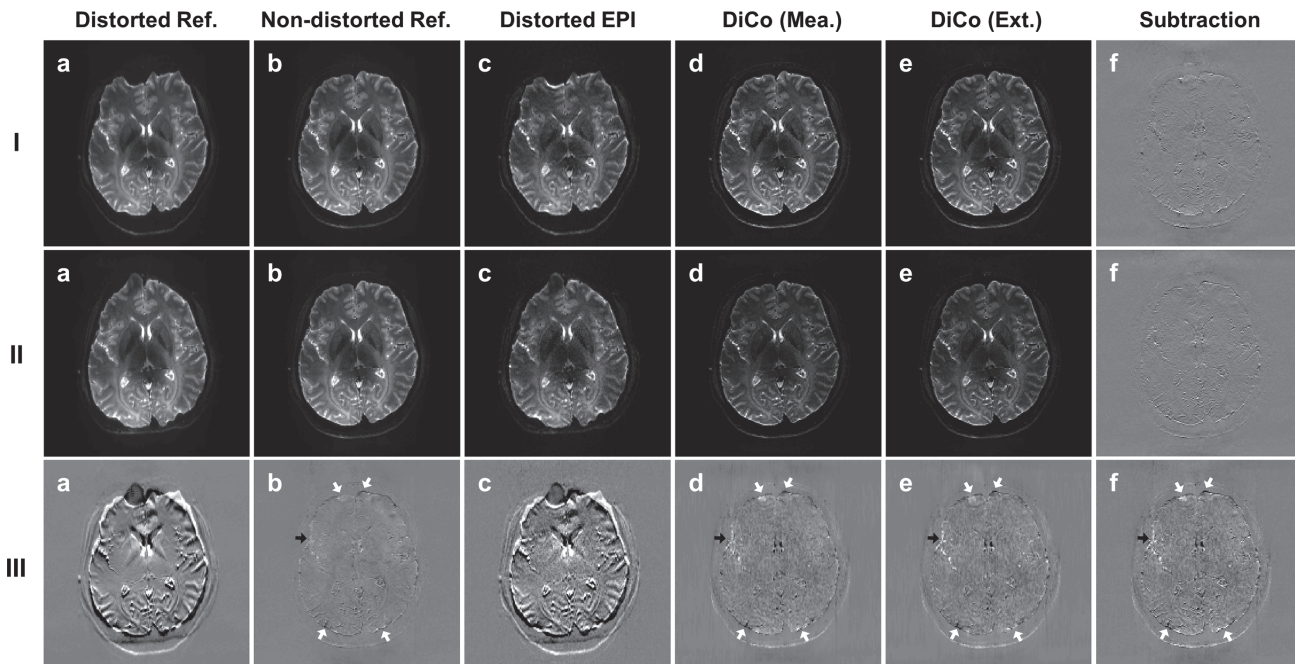 Distorted Ref. Non-distorted Ref. Distorted EPI DiCo (Mea.) DiCo (Ext.) Subtraction
I a b c d e f
II a b c d e f
III a b c d e f